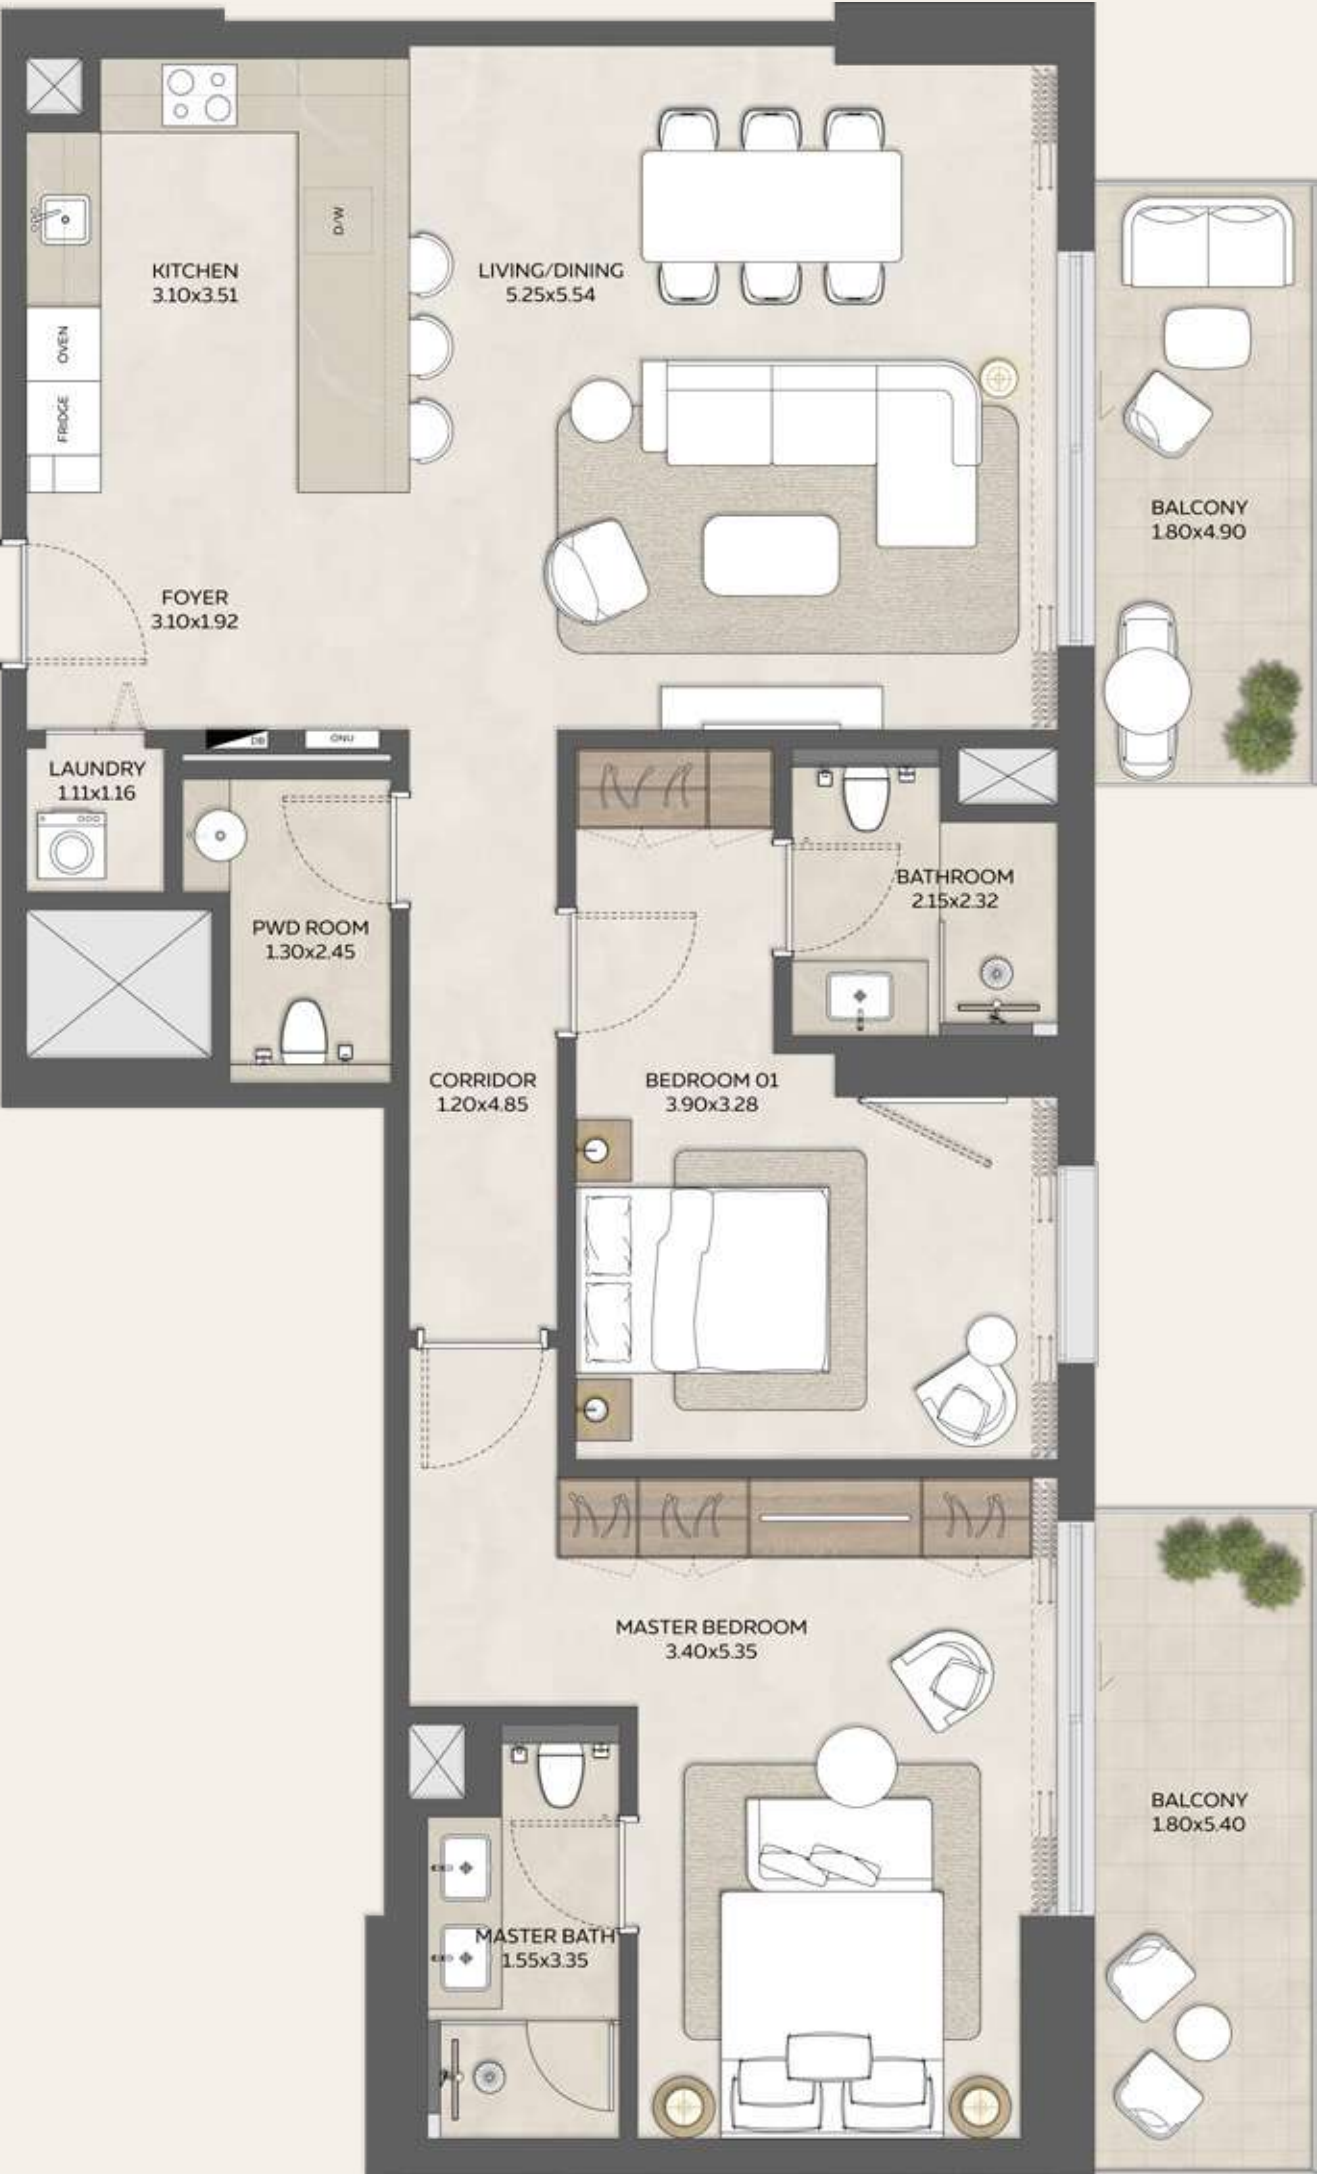 D/W
KITCHEN
3.10x3.51
LIVING/DINING
5.25x5.54
OVEN
FRIDGE
BALCONY
1.80x4.90
FOYER
3.10x1.92
DB
ONU
LAUNDRY
1.11x1.16
BATHROOM
2.15x2.32
PWD ROOM
1.30x2.45
CORRIDOR
1.20x4.85
BEDROOM 01
3.90x3.28
MASTER BEDROOM
3.40x5.35
BALCONY
1.80x5.40
MASTER BATH
1.55x3.35